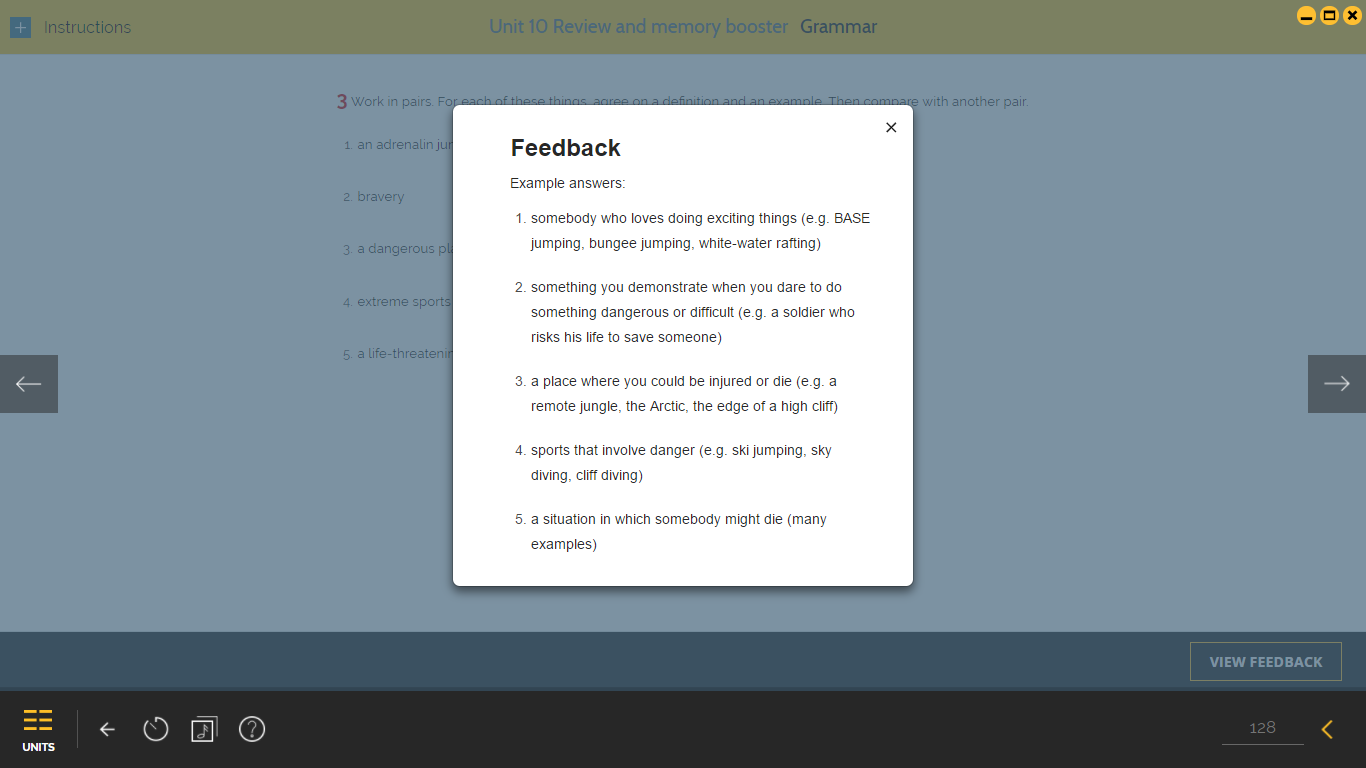 Instructions
Unit 10 Review and memory booster Grammar
3 Work in pairs. For each of these things, agree on a definition and an example. Then compare with another pair.
1. an adrenalin
2. bravery
3. a dangerous
4. extreme sports
5. a
Feedback
Example answers:
1. somebody who loves doing exciting things (e.g. BASE
jumping, bungee jumping, white-water rafting)
2. something you demonstrate when you dare to do
something dangerous or difficult (e.g. a soldier who
risks his life to save someone)
3. a place where you could be injured or die (e.g. a
remote jungle, the Arctic, the edge of a high cliff)
4. sports that involve danger (e.g. ski jumping, sky
diving, cliff diving)
5. a situation in which somebody might die (many
examples)
VIEW FEEDBACK
UNITS
128